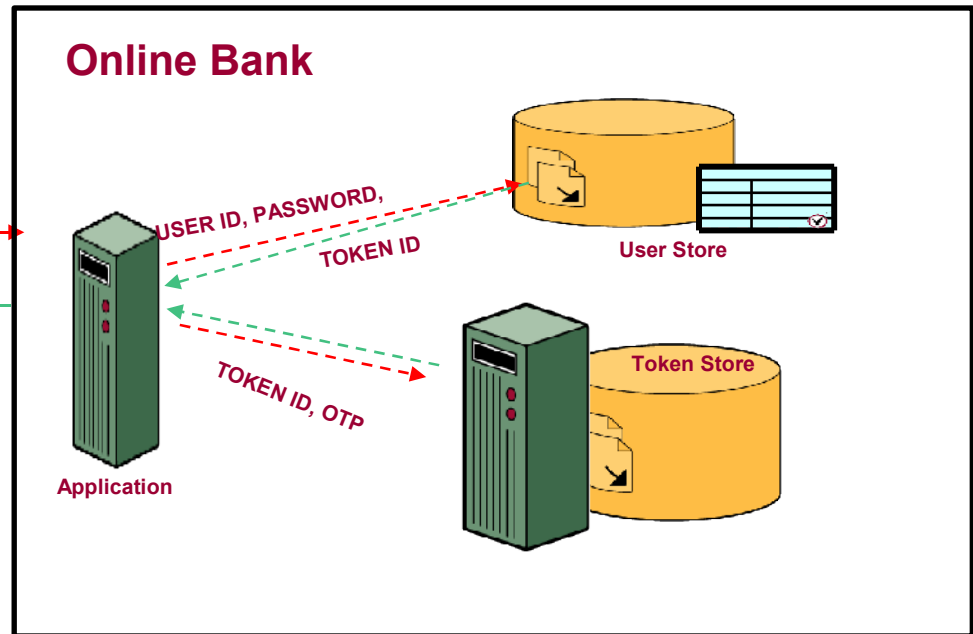 Online Bank
USER ID, PASSWORD,
TOKEN ID
User Store
Token Store
TOKEN ID, OTP
Application